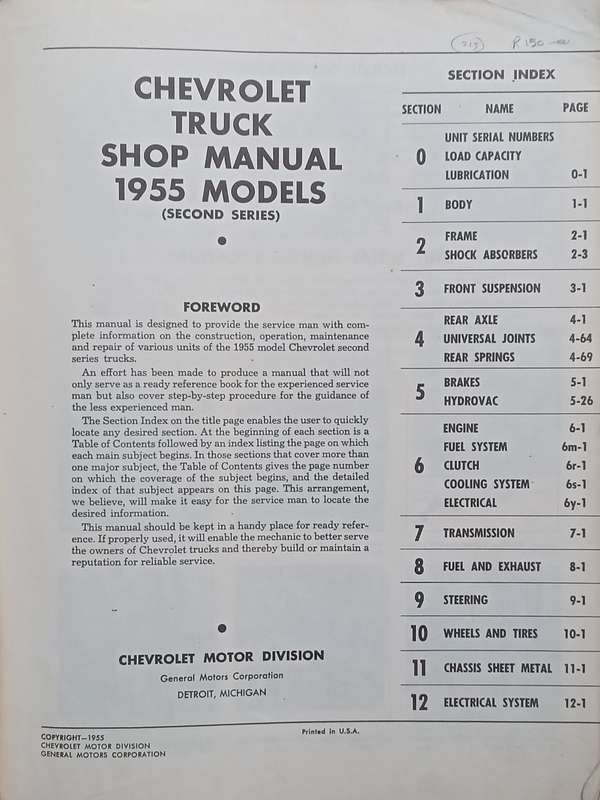 CHEVROLET
TRUCK
SHOP MANUAL
1955 MODELS
(SECOND SERIES)
FOREWORD
This manual is designed to provide the service man with com-
plete information on the construction, operation, maintenance
and repair of various units of the 1955 model Chevrolet second
series trucks.
An effort has been made to produce a manual that will not
only serve as a ready reference book for the experienced service
man but also cover step-by-step procedure for the guidance of
the less experienced man.
The Section Index on the title page enables the user to quickly
locate any desired section. At the beginning of each section is a
Table of Contents followed by an index listing the page on which
each main subject begins. In those sections that cover more than
one major subject, the Table of Contents gives the page number
on which the coverage of the subject begins, and the detailed
index of that subject appears on this page. This arrangement,
we believe, will make it easy for the service man to locate the
desired information.
This manual should be kept in a handy place for ready refer-
ence. If properly used, it will enable the mechanic to better serve
the owners of Chevrolet trucks and thereby build or maintain a
reputation for reliable service.
CHEVROLET MOTOR DIVISION
General Motors Corporation
DETROIT, MICHIGAN
SECTION INDEX
SECTION NAME PAGE
0 UNIT SERIAL NUMBERS
LOAD CAPACITY
LUBRICATION 0-1
1 BODY 1-1
2 FRAME 2-1
SHOCK ABSORBERS 2-3
3 FRONT SUSPENSION 3-1
4 REAR AXLE 4-1
UNIVERSAL JOINTS 4-64
REAR SPRINGS 4-69
5 BRAKES 5-1
HYDROVAC 5-26
6 ENGINE 6-1
FUEL SYSTEM 6m-1
CLUTCH 6r-1
COOLING SYSTEM 6s-1
ELECTRICAL 6y-1
7 TRANSMISSION 7-1
8 FUEL AND EXHAUST 8-1
9 STEERING 9-1
10 WHEELS AND TIRES 10-1
11 CHASSIS SHEET METAL 11-1
12 ELECTRICAL SYSTEM 12-1
COPYRIGHT—1955
CHEVROLET MOTOR DIVISION
GENERAL MOTORS CORPORATION
Printed in U.S.A.